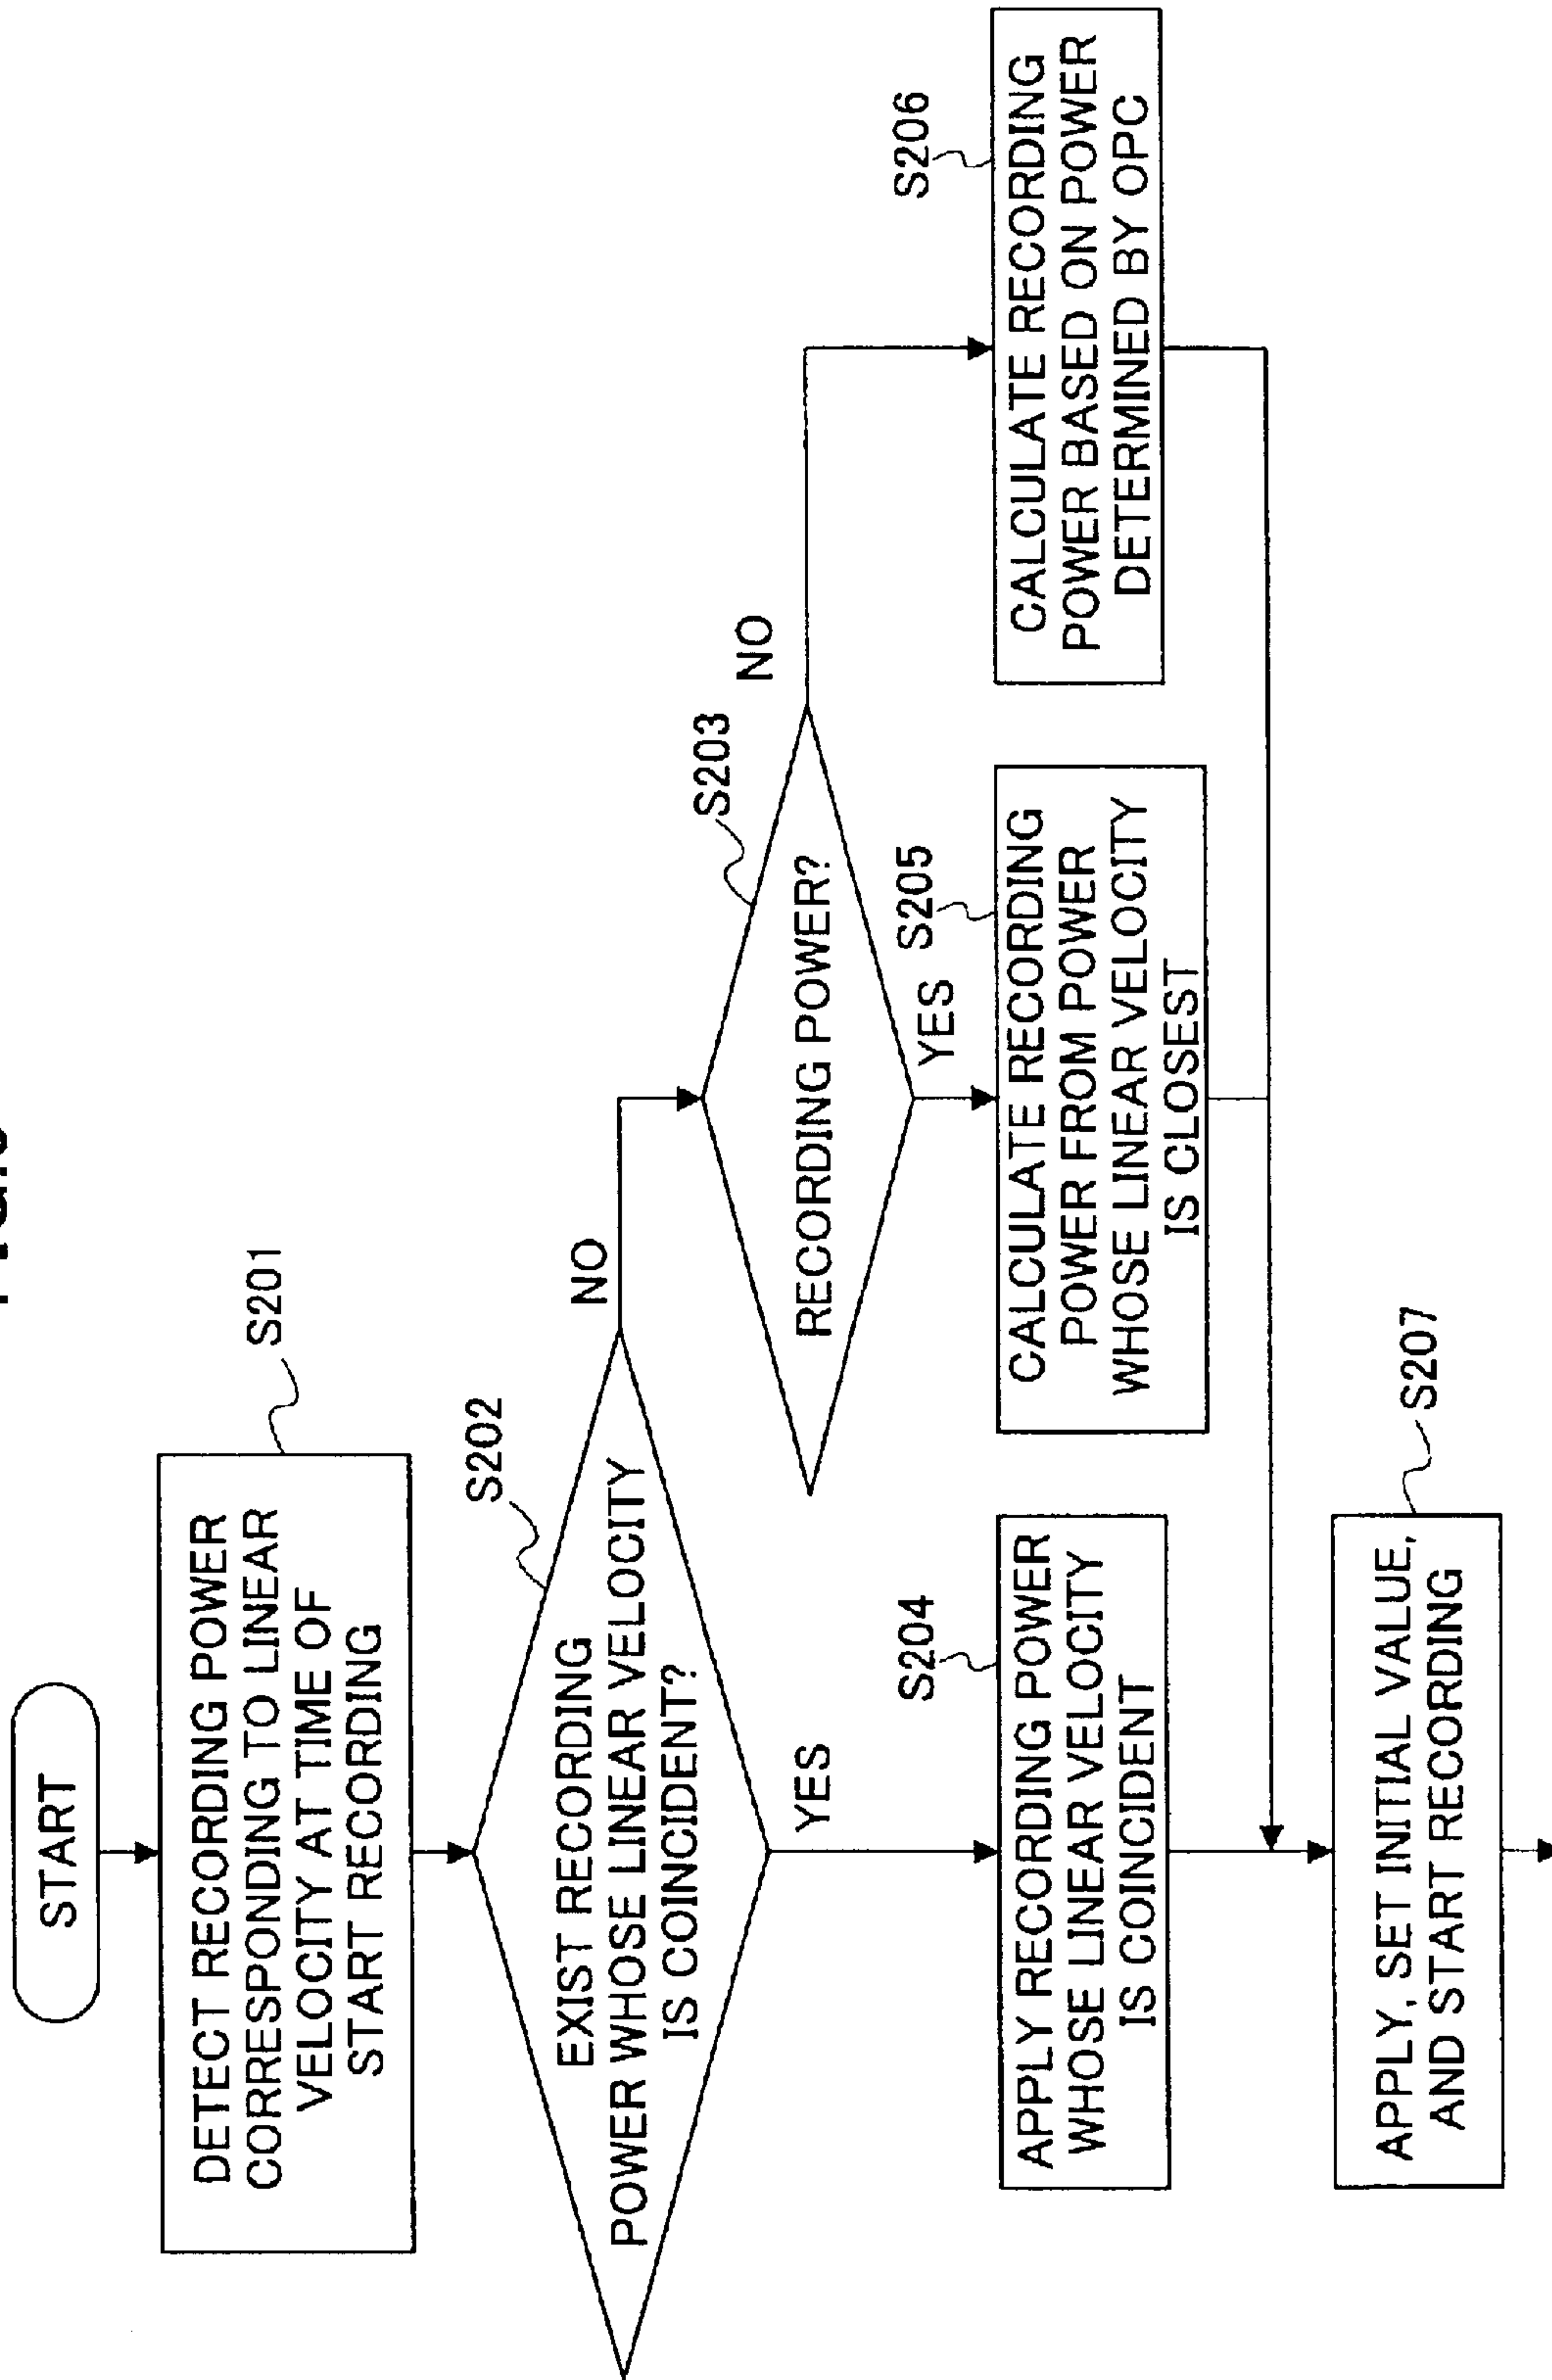 START
S201
DETECT RECORDING POWER
CORRESPONDING TO LINEAR
VELOCITY AT TIME OF
START RECORDING
S202
EXIST RECORDING
POWER WHOSE LINEAR VELOCITY
IS COINCIDENT?
NO
YES
S203
RECORDING POWER?
NO
YES
S204
APPLY RECORDING POWER
WHOSE LINEAR VELOCITY
IS COINCIDENT
S205
CALCULATE RECORDING
POWER FROM POWER
WHOSE LINEAR VELOCITY
IS CLOSEST
S206
CALCULATE RECORDING
POWER BASED ON POWER
DETERMINED BY OPC
S207
APPLY, SET INITIAL VALUE,
AND START RECORDING